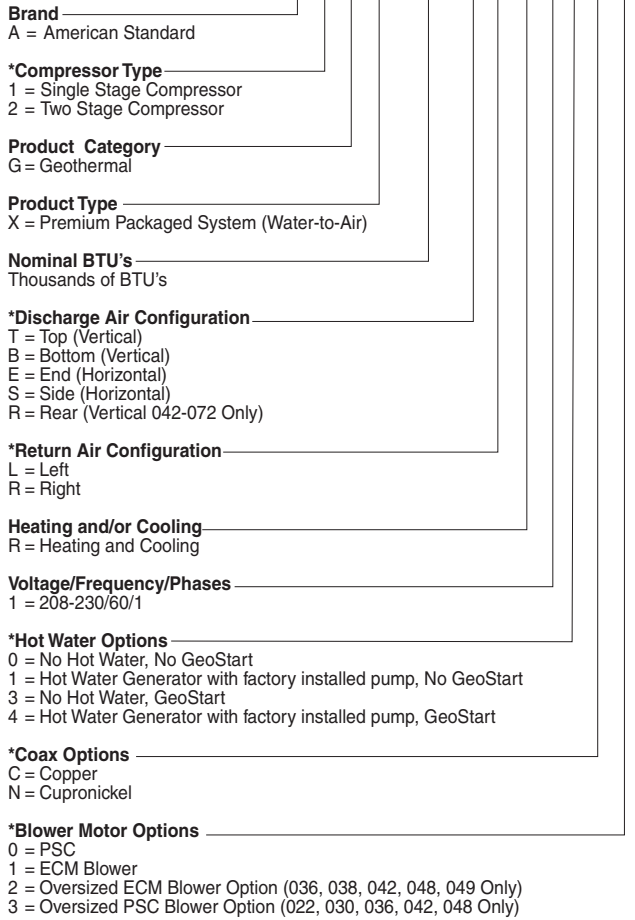 Brand
A = American Standard
*Compressor Type
1 = Single Stage Compressor
2 = Two Stage Compressor
Product Category
G = Geothermal
Product Type
X = Premium Packaged System (Water-to-Air)
Nominal BTU's
Thousands of BTU's
*Discharge Air Configuration
T = Top (Vertical)
B = Bottom (Vertical)
E = End (Horizontal)
S = Side (Horizontal)
R = Rear (Vertical 042-072 Only)
*Return Air Configuration
L = Left
R = Right
Heating and/or Cooling
R = Heating and Cooling
Voltage/Frequency/Phases
1 = 208-230/60/1
*Hot Water Options
0 = No Hot Water, No GeoStart
1 = Hot Water Generator with factory installed pump, No GeoStart
3 = No Hot Water, GeoStart
4 = Hot Water Generator with factory installed pump, GeoStart
*Coax Options
C = Copper
N = Cupronickel
*Blower Motor Options
0 = PSC
1 = ECM Blower
2 = Oversized ECM Blower Option (036, 038, 042, 048, 049 Only)
3 = Oversized PSC Blower Option (022, 030, 036, 042, 048 Only)